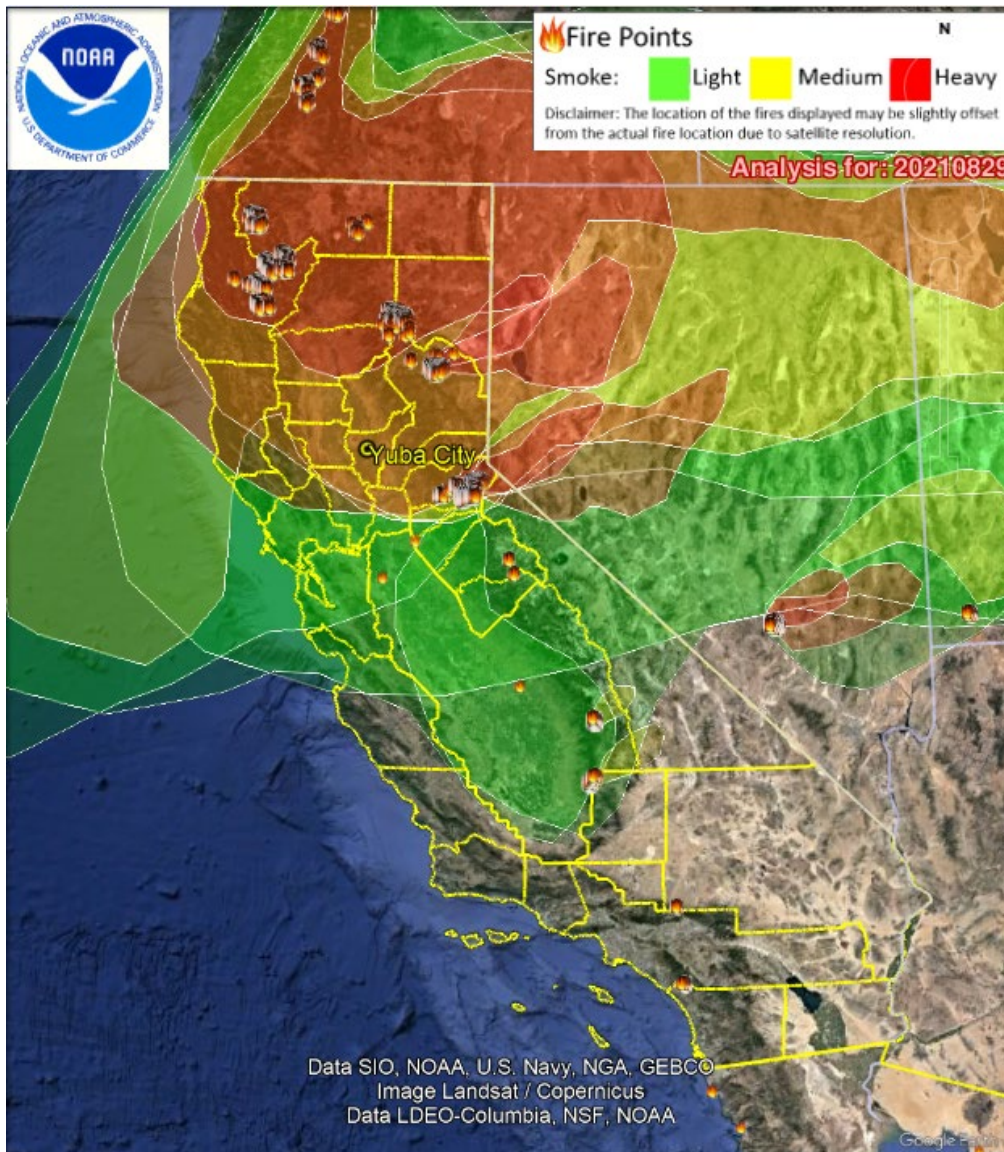 NATIONAL OCEANIC AND ATMOSPHERIC ADMINISTRATION
NOAA
U.S. DEPARTMENT OF COMMERCE
Fire Points
N
Smoke: Light Medium Heavy
Disclaimer: The location of the fires displayed may be slightly offset
from the actual fire location due to satellite resolution.
Analysis for: 20210829
Yuba City
Data SIO, NOAA, U.S. Navy, NGA, GEBCO
Image Landsat / Copernicus
Data LDEO-Columbia, NSF, NOAA
Google Earth